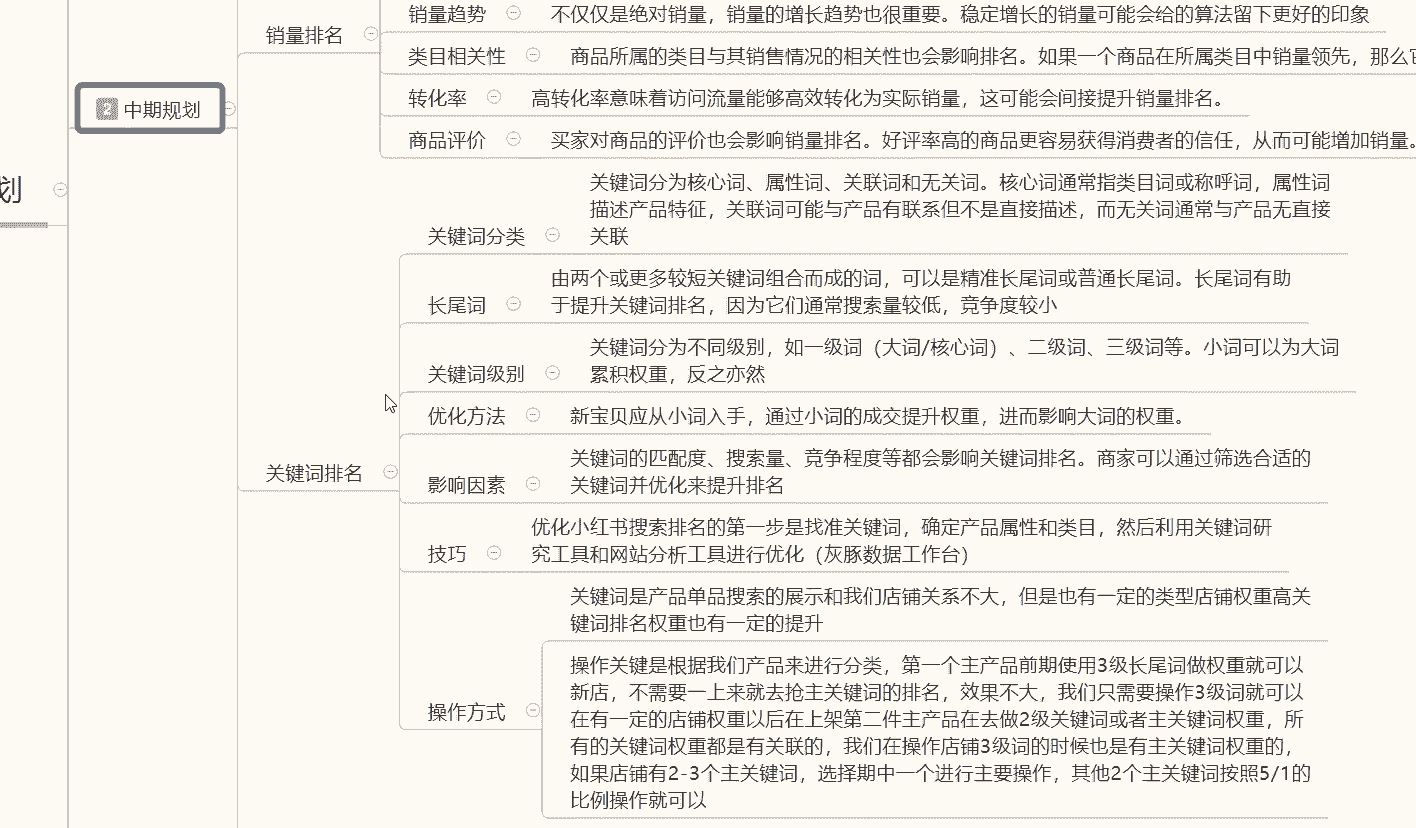 销量排名
销量趋势
不仅仅是绝对销量，销量的增长趋势也很重要。稳定增长的销量可能会给的算法留下更好的印象
类目相关性
商品所属的类目与其销售情况的相关性也会影响排名。如果一个商品在所属类目中销量领先，那么
转化率
高转化率意味着访问流量能够高效转化为实际销量，这可能会间接提升销量排名。
商品评价
买家对商品的评价也会影响销量排名。好评率高的商品更容易获得消费者的信任，从而可能增加销量。
2 中期规划
划
关键词分类
关键词分为核心词、属性词、关联词和无关词。核心词通常指类目词或称呼词，属性词
描述产品特征，关联词可能与产品有联系但不是直接描述，而无关词通常与产品无直接
关联
长尾词
由两个或更多较短关键词组合而成的词，可以是精准长尾词或普通长尾词。长尾词有助
于提升关键词排名，因为它们通常搜索量较低，竞争度较小
关键词级别
关键词分为不同级别，如一级词（大词/核心词）、二级词、三级词等。小词可以为大词
累积权重，反之亦然
优化方法
新宝贝应从小词入手，通过小词的成交提升权重，进而影响大词的权重。
关键词排名
影响因素
关键词的匹配度、搜索量、竞争程度等都会影响关键词排名。商家可以通过筛选合适的
关键词并优化来提升排名
技巧
优化小红书搜索排名的第一步是找准关键词，确定产品属性和类目，然后利用关键词研
究工具和网站分析工具进行优化（灰豚数据工作台）
操作方式
关键词是产品单品搜索的展示和我们店铺关系不大，但是也有一定的类型店铺权重高关
键词排名权重也有一定的提升
操作关键是根据我们产品来进行分类，第一个主产品前期使用3级长尾词做权重就可以
新店，不需要一上来就去抢主关键词的排名，效果不大，我们只需要操作3级词就可以
在有一定的店铺权重以后在上架第二件主产品在去做2级关键词或者主关键词权重，所
有的关键词权重都是有关联的，我们在操作店铺3级词的时候也是有主关键词权重的，
如果店铺有2-3个主关键词，选择期中一个进行主要操作，其他2个主关键词按照5/1的
比例操作就可以